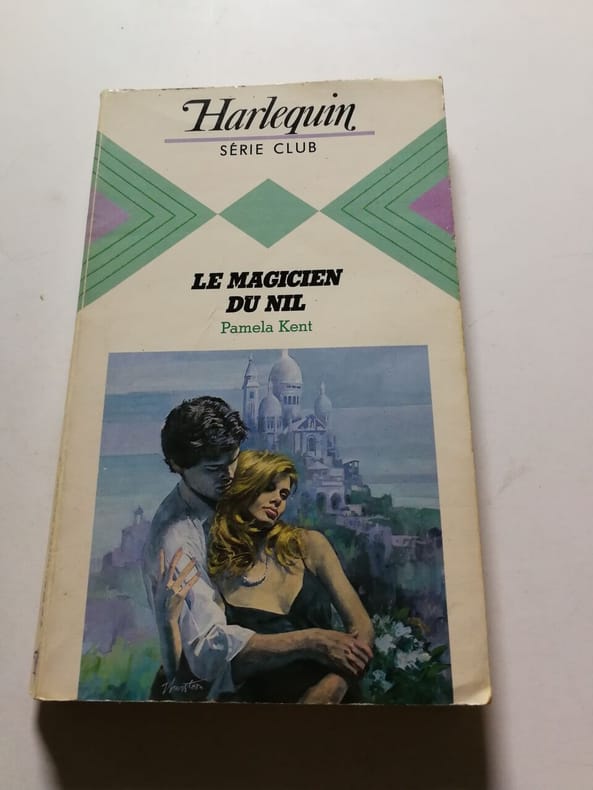 Harlequin
SÉRIE CLUB
LE MAGICIEN
DU NIL
Pamela Kent